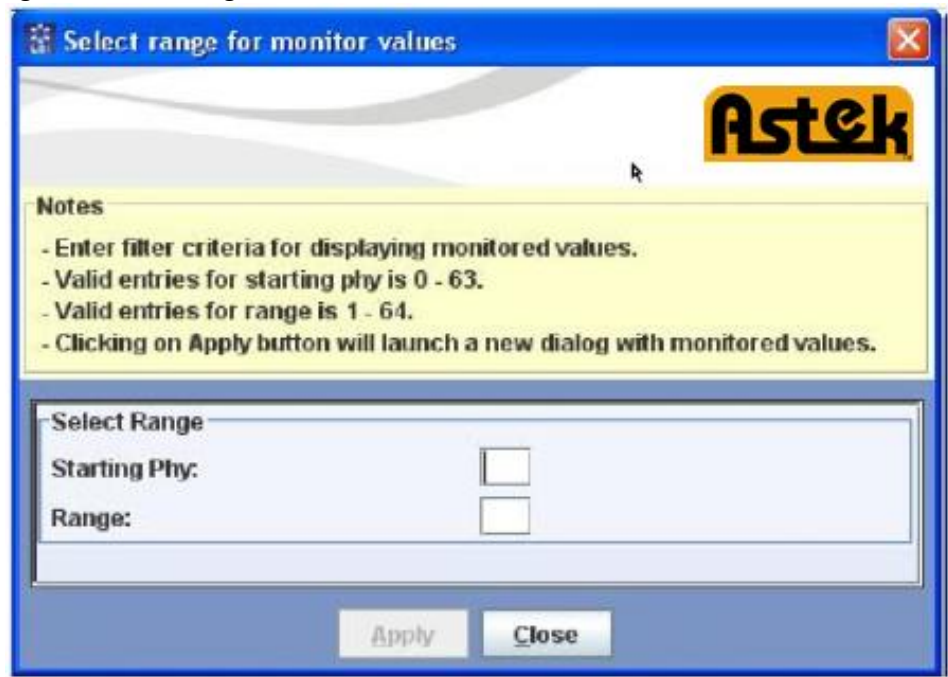 Select range for monitor values
Astek
Notes
- Enter filter criteria for displaying monitored values.
- Valid entries for starting phy is 0 - 63.
- Valid entries for range is 1 - 64.
- Clicking on Apply button will launch a new dialog with monitored values.
Select Range
Starting Phy:
Range:
Apply Close